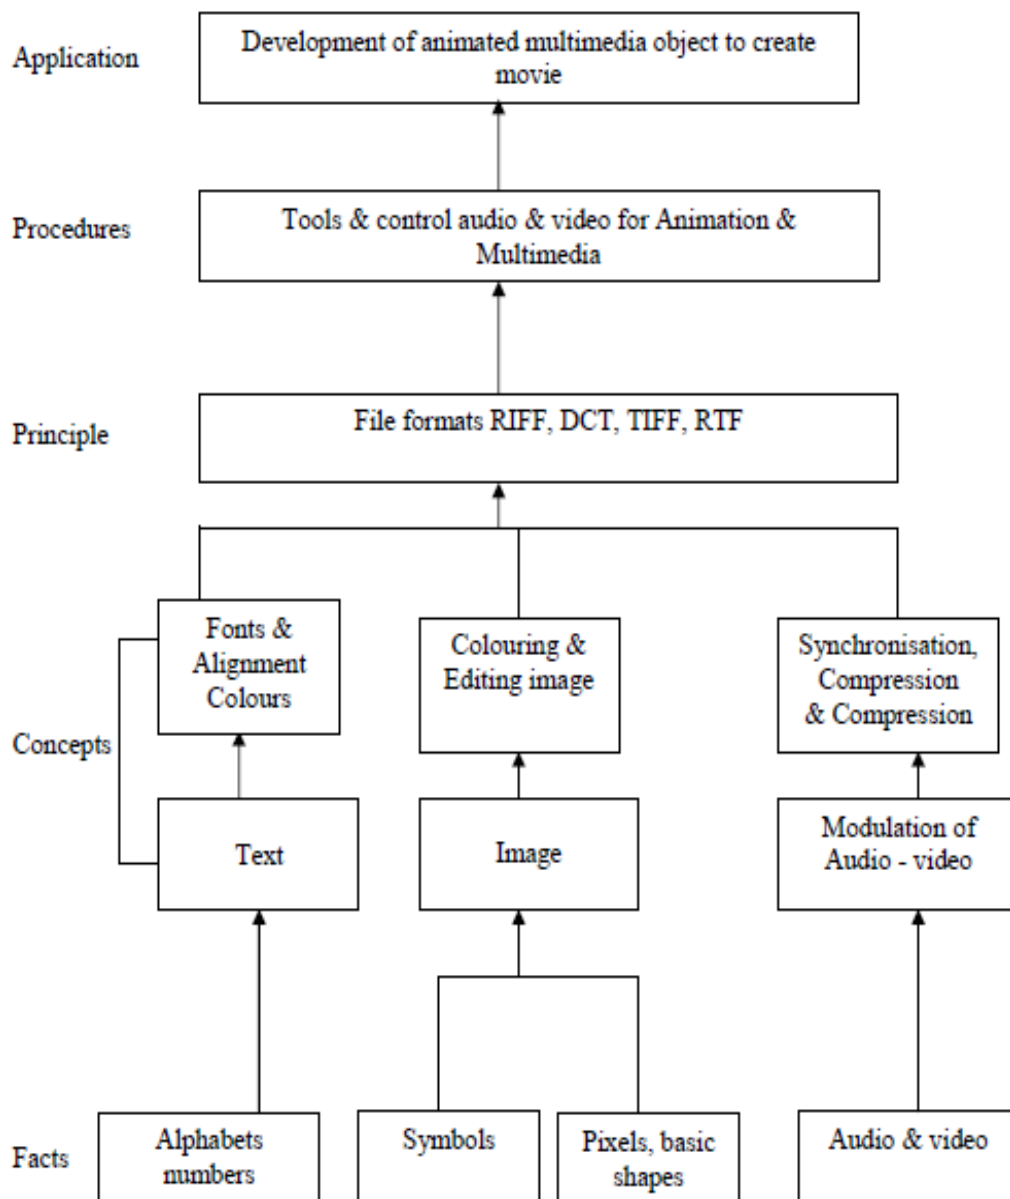 Application
Development of animated multimedia object to create
movie
Procedures
Tools & control audio & video for Animation &
Multimedia
Principle
File formats RIFF, DCT, TIFF, RTF
Concepts
Fonts &
Alignment
Colours
Colouring &
Editing image
Synchronisation,
Compression
& Compression
Text
Image
Modulation of
Audio - video
Facts
Alphabets
numbers
Symbols
Pixels, basic
shapes
Audio & video